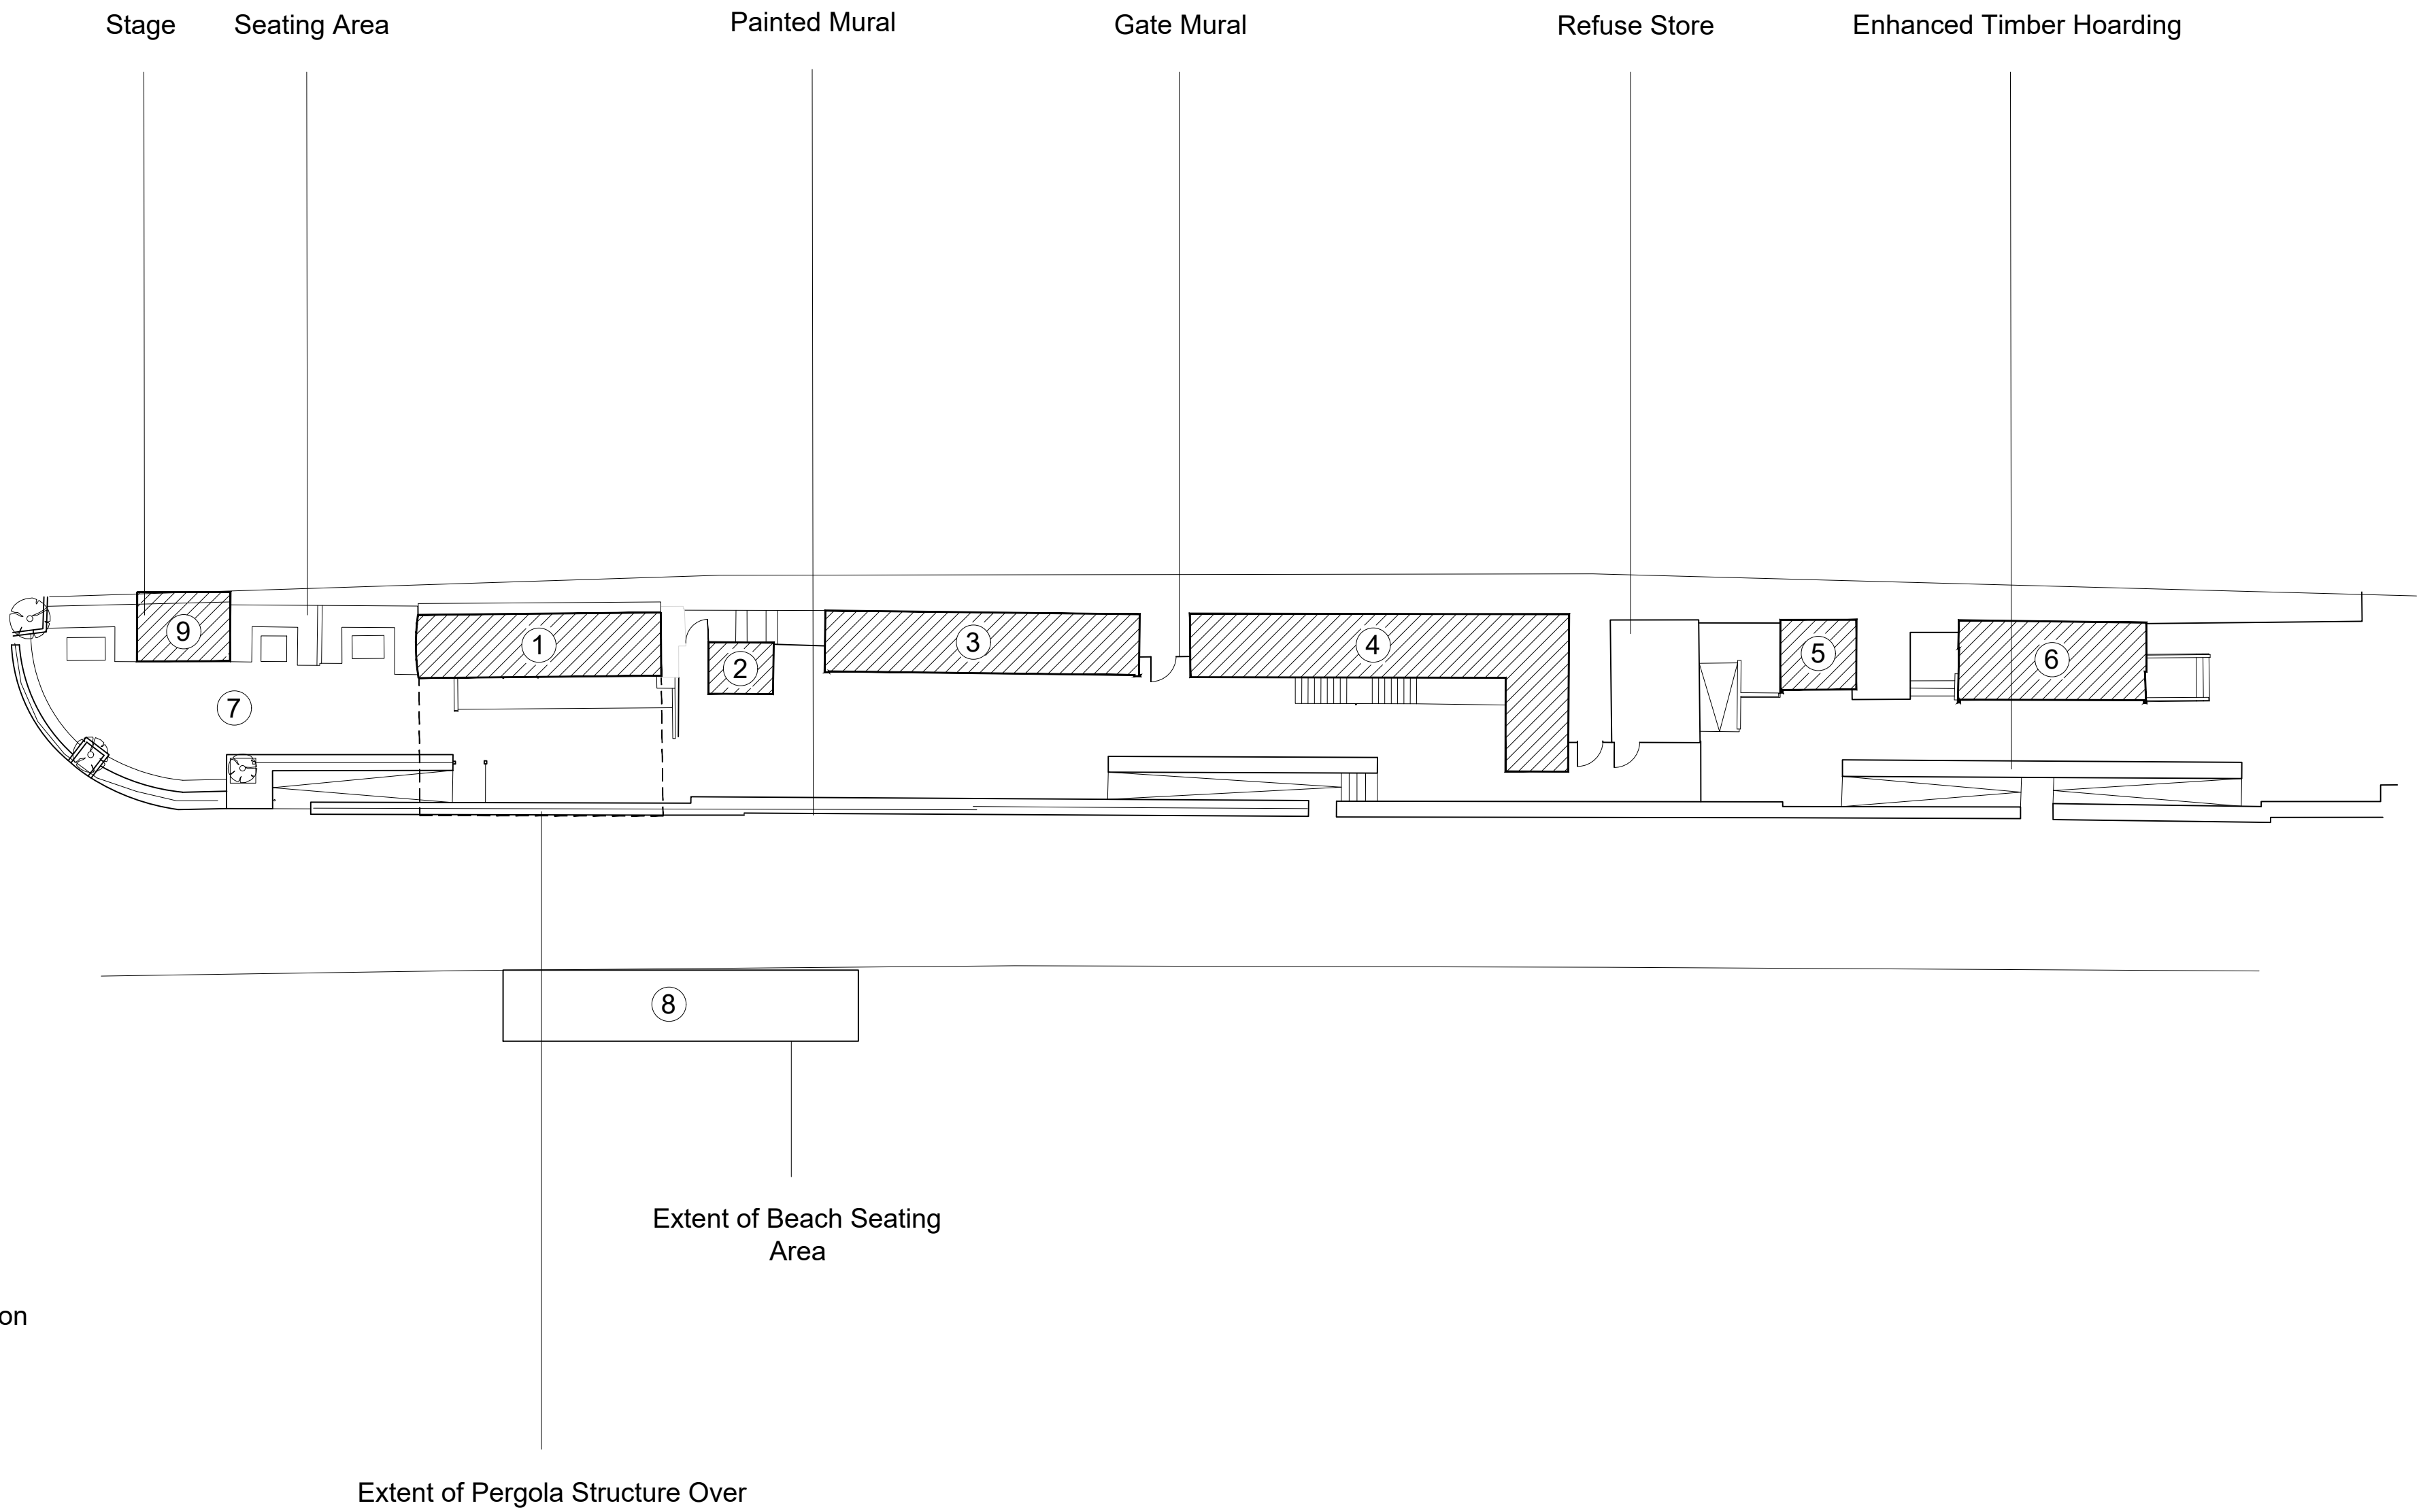 Stage
Seating Area
Painted Mural
Gate Mural
Refuse Store
Enhanced Timber Hoarding
9
1
2
3
4
5
6
7
8
Extent of Beach Seating
Area
on
Extent of Pergola Structure Over